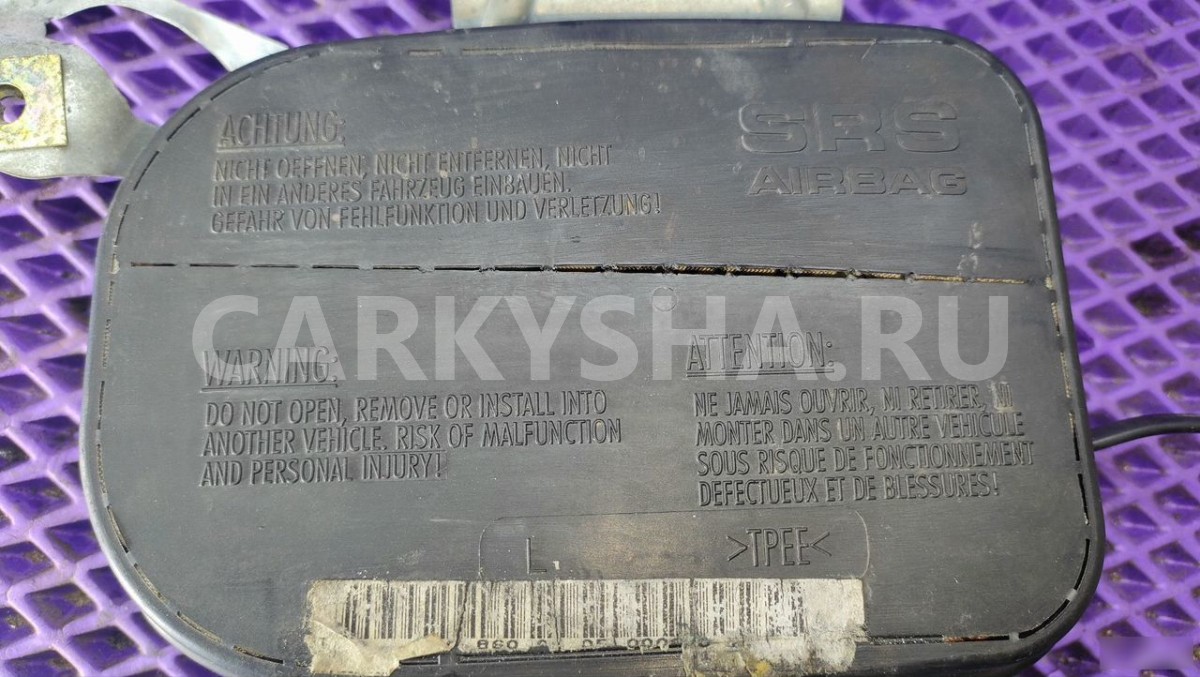 ACHTUNG:
NICHT ÖFFNEN, NICHT ENTFERNEN, NICHT
IN EIN ANDERES FAHRZEUG EINBAUEN.
GEFAHR VON FEHLFUNKTION UND VERLETZUNG!
SRS
AIRBAG
CARKYSHA.RU
WARNING:
DO NOT OPEN, REMOVE OR INSTALL INTO
ANOTHER VEHICLE. RISK OF MALFUNCTION
AND PERSONAL INJURY!
ATTENTION:
NE JAMAIS OUVRIR, NI RETIRER, NI
MONTER DANS UN AUTRE VEHICULE
SOUS RISQUE DE FONCTIONNEMENT
DEFECTUEUX ET DE BLESSURES!
L
>TPEE<